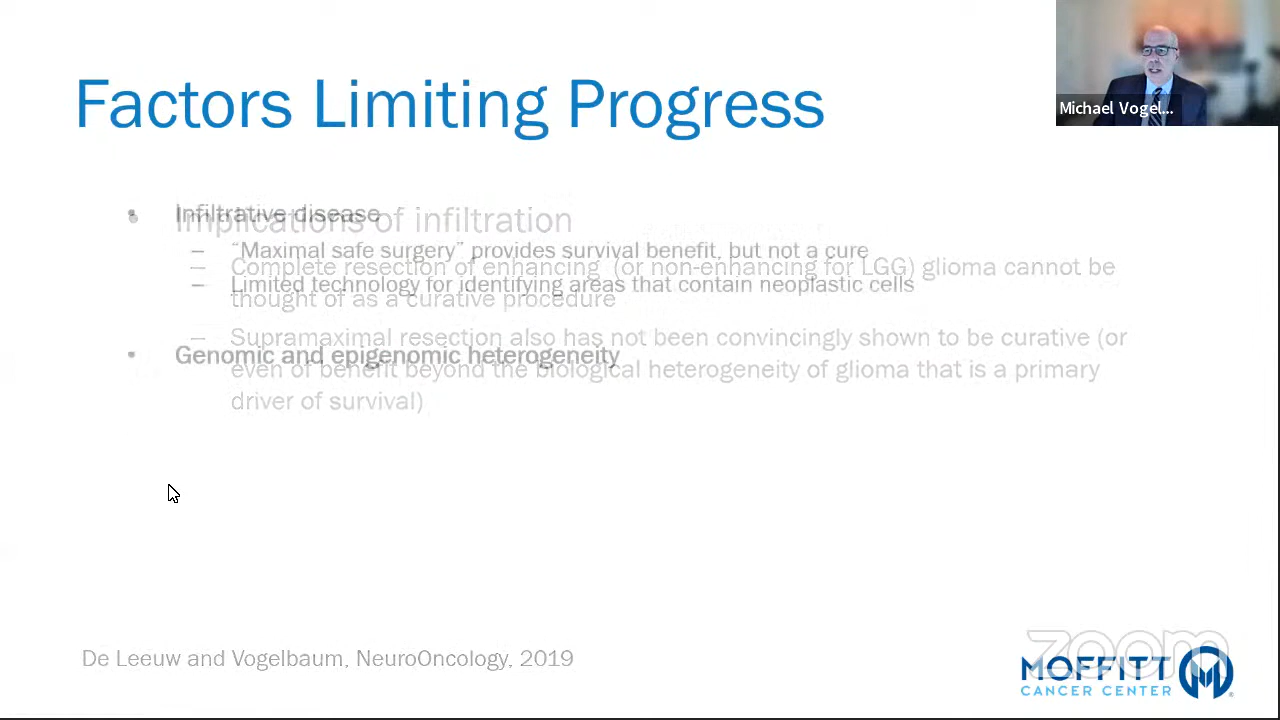 Factors Limiting Progress
Michael Vogel...
• Infiltrative disease
– “Maximal safe surgery” provides survival benefit, but not a cure
– Limited technology for identifying areas that contain neoplastic cells
• Genomic and epigenomic heterogeneity
• Implications of infiltration
– Complete resection of enhancing (or non-enhancing for LGG) glioma cannot be
thought of as a curative procedure
– Supramaximal resection also has not been convincingly shown to be curative (or
even of benefit beyond the biological heterogeneity of glioma that is a primary
driver of survival)
De Leeuw and Vogelbaum, NeuroOncology, 2019
zoom
MOFFITT
CANCER CENTER